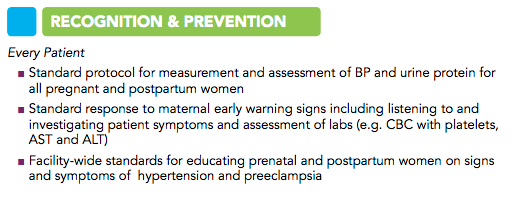 RECOGNITION & PREVENTION
Every Patient
■ Standard protocol for measurement and assessment of BP and urine protein for
all pregnant and postpartum women
■ Standard response to maternal early warning signs including listening to and
investigating patient symptoms and assessment of labs (e.g. CBC with platelets,
AST and ALT)
■ Facility-wide standards for educating prenatal and postpartum women on signs
and symptoms of hypertension and preeclampsia